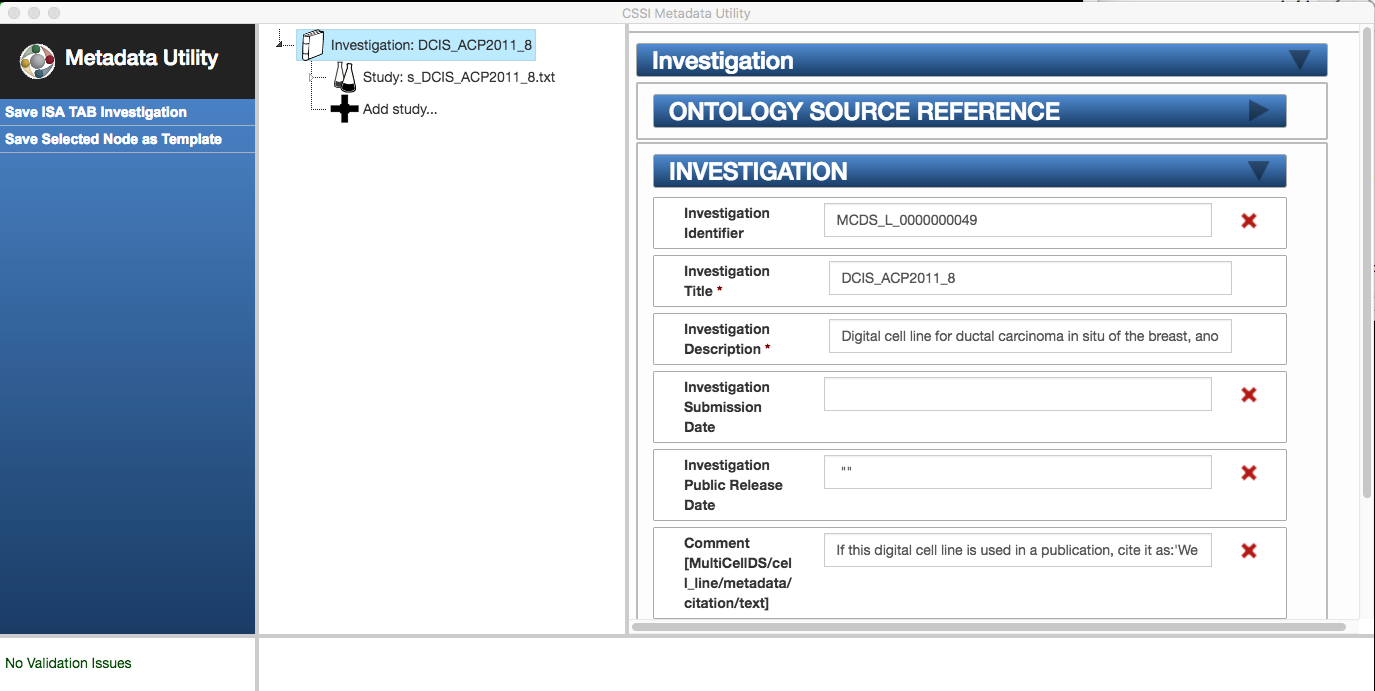 CSSI Metadata Utility
Metadata Utility
Save ISA TAB Investigation
Save Selected Node as Template
Investigation: DCIS_ACP2011_8
Study: s_DCIS_ACP2011_8.txt
Add study...
Investigation
ONTOLOGY SOURCE REFERENCE
INVESTIGATION
Investigation
Identifier
MCDS_L_0000000049
Investigation
Title *
DCIS_ACP2011_8
Investigation
Description *
Digital cell line for ductal carcinoma in situ of the breast, ano
Investigation
Submission
Date
Investigation
Public Release
Date
""
Comment
[MultiCellDS/cel
l_line/metadata/
citation/text]
If this digital cell line is used in a publication, cite it as:'We
No Validation Issues